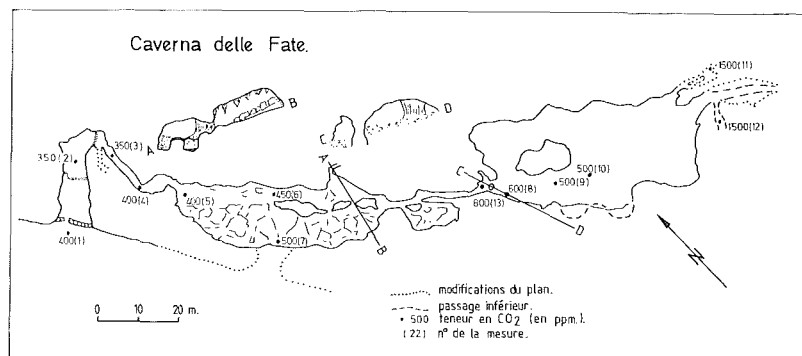 Caverna delle Fate.
1500(11)
B
D
350(3)
A
C
350(2)
1500(12)
A
C
500(10)
400(4)
400(5)
450(6)
600(13)
600(8)
500(9)
400(1)
500(7)
B
D
N
0 10 20 m.
modifications du plan.
passage inférieur.
500 teneur en CO2 (en ppm.).
(22) n° de la mesure.